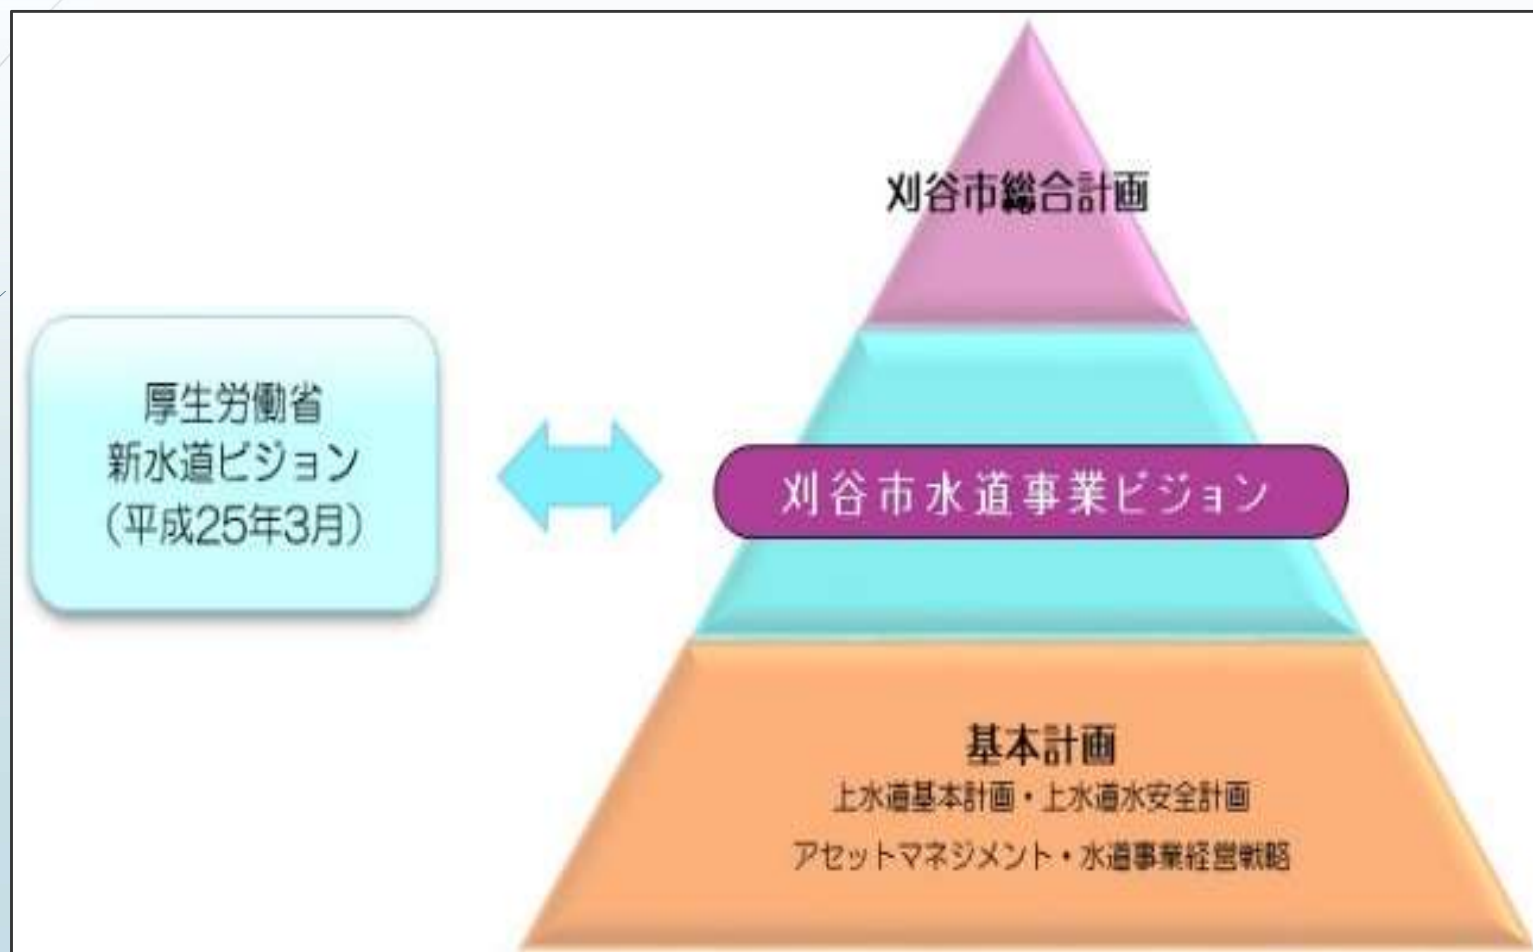 刈谷市総合計画
厚生労働省
新水道ビジョン
（平成25年3月）
刈谷市水道事業ビジョン
基本計画
上水道基本計画・上水道水安全計画
アセットマネジメント・水道事業経営戦略